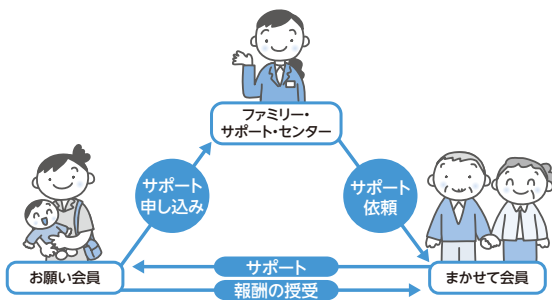 ファミリー・
サポート・センター
サポート
申し込み
サポート
依頼
お願い会員
サポート
報酬の授受
まかせて会員